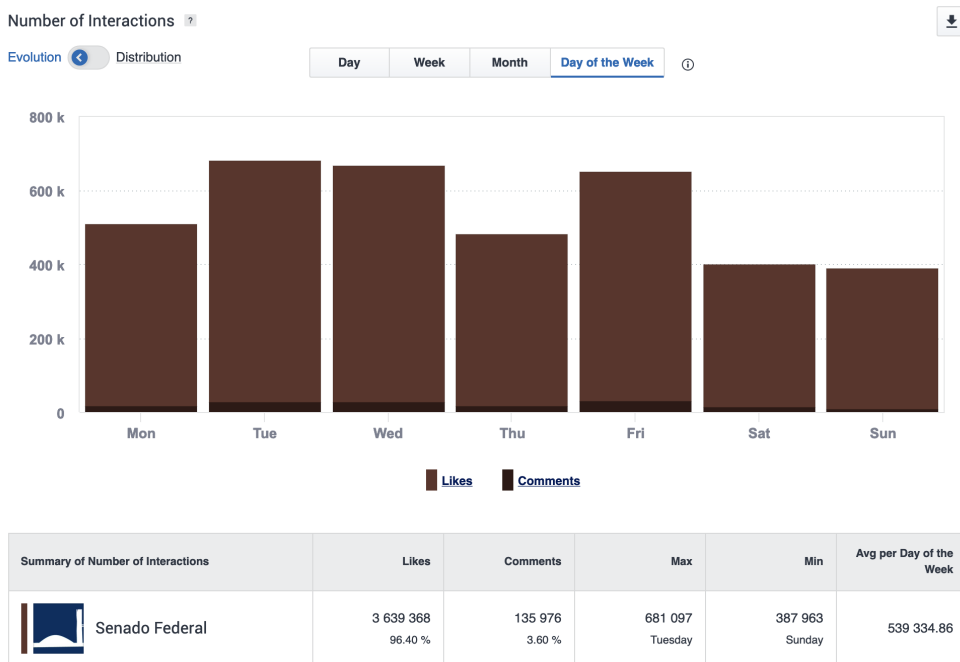 Number of Interactions ?
Evolution Distribution
Day Week Month Day of the Week
800 k
600 k
400 k
200 k
0
Mon Tue Wed Thu Fri Sat Sun
Likes Comments
Summary of Number of Interactions Likes Comments Max Min Avg per Day of the
Week
Senado Federal 3 639 368 135 976 681 097 387 963 539 334.86
96.40 % 3.60 % Tuesday Sunday